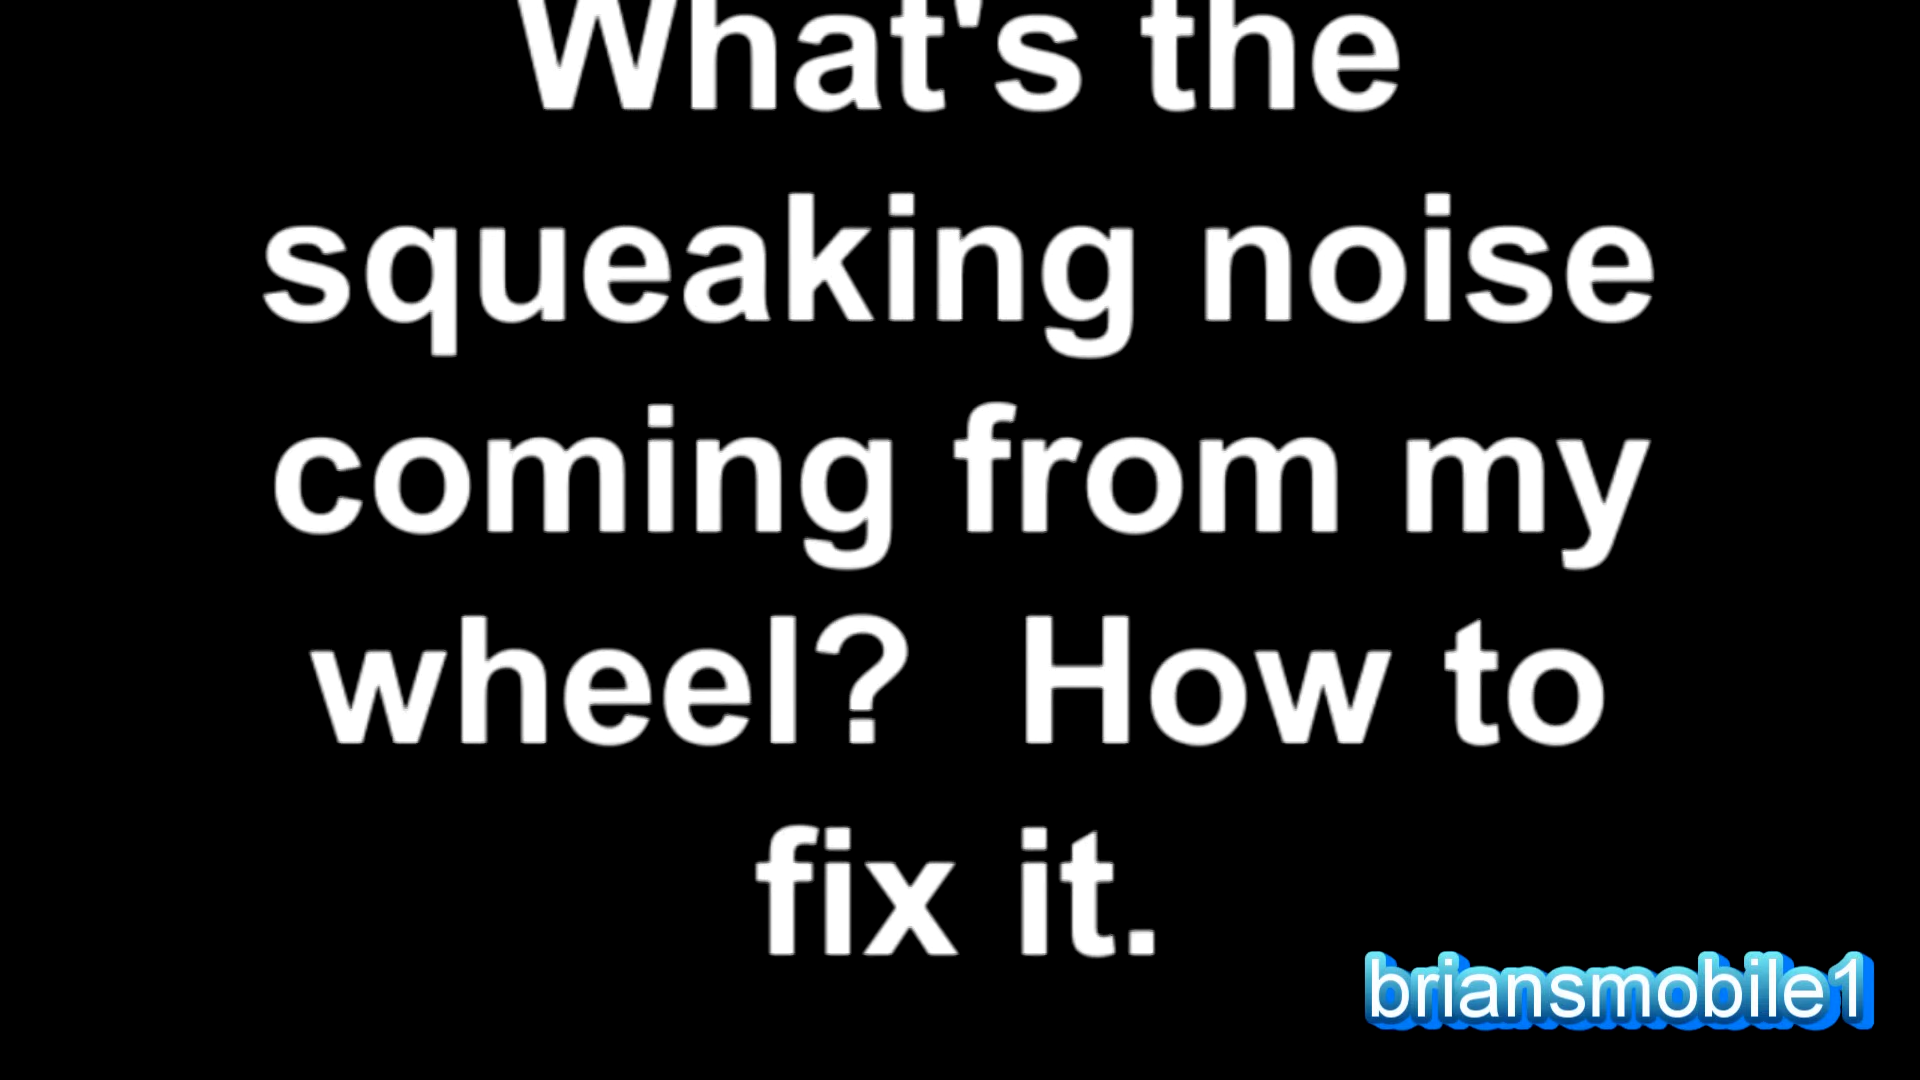 What's the
squeaking noise
coming from my
wheel?  How to
fix it.
briansmobile1